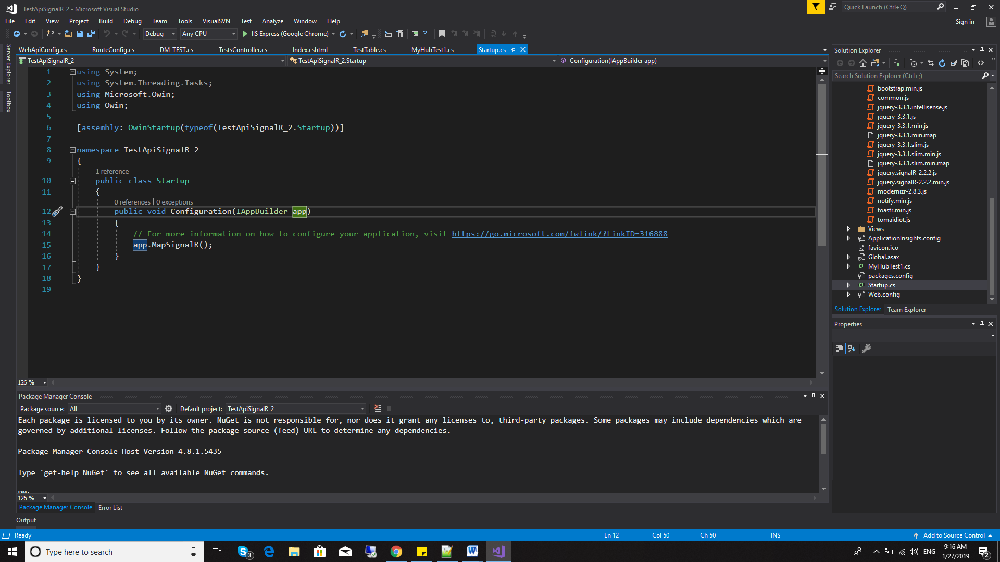 TestApiSignalR_2 - Microsoft Visual Studio
Quick Launch (Ctrl+Q)
File Edit View Project Build Debug Team Tools VisualSVN Test Analyze Window Help
Sign in
Debug Any CPU IIS Express (Google Chrome)
Server Explorer
Toolbox
WebApiConfig.cs RouteConfig.cs DM_TEST.cs TestsController.cs Index.cshtml TestTable.cs MyHubTest1.cs Startup.cs
TestApiSignalR_2 TestApiSignalR_2.Startup Configuration(IAppBuilder app)
1 using System;
2 using System.Threading.Tasks;
3 using Microsoft.Owin;
4 using Owin;
5
6 [assembly: OwinStartup(typeof(TestApiSignalR_2.Startup))]
7
8 namespace TestApiSignalR_2
9 {
1 reference
10 public class Startup
11 {
0 references | 0 exceptions
12 public void Configuration(IAppBuilder app)
13 {
14 // For more information on how to configure your application, visit https://go.microsoft.com/fwlink/?LinkID=316888
15 app.MapSignalR();
16 }
17 }
18 }
19
126 %
Solution Explorer
Search Solution Explorer (Ctrl+;)
bootstrap.min.js
common.js
jquery-3.3.1.intellisense.js
jquery-3.3.1.js
jquery-3.3.1.min.js
jquery-3.3.1.min.map
jquery-3.3.1.slim.js
jquery-3.3.1.slim.min.js
jquery-3.3.1.slim.min.map
jquery.signalR-2.2.2.js
jquery.signalR-2.2.2.min.js
modernizr-2.8.3.js
notify.min.js
toastr.min.js
tomaidiot.js
Views
ApplicationInsights.config
favicon.ico
Global.asax
C# MyHubTest1.cs
packages.config
C# Startup.cs
Web.config
Solution Explorer Team Explorer
Properties
Package Manager Console
Package source: All Default project: TestApiSignalR_2
Each package is licensed to you by its owner. NuGet is not responsible for, nor does it grant any licenses to, third-party packages. Some packages may include dependencies which are
governed by additional licenses. Follow the package source (feed) URL to determine any dependencies.
Package Manager Console Host Version 4.8.1.5435
Type 'get-help NuGet' to see all available NuGet commands.
PM>
126 %
Package Manager Console Error List
Output
Ready Ln 12 Col 50 Ch 50 INS Add to Source Control
Type here to search
3
ENG
9:16 AM
1/27/2019
2